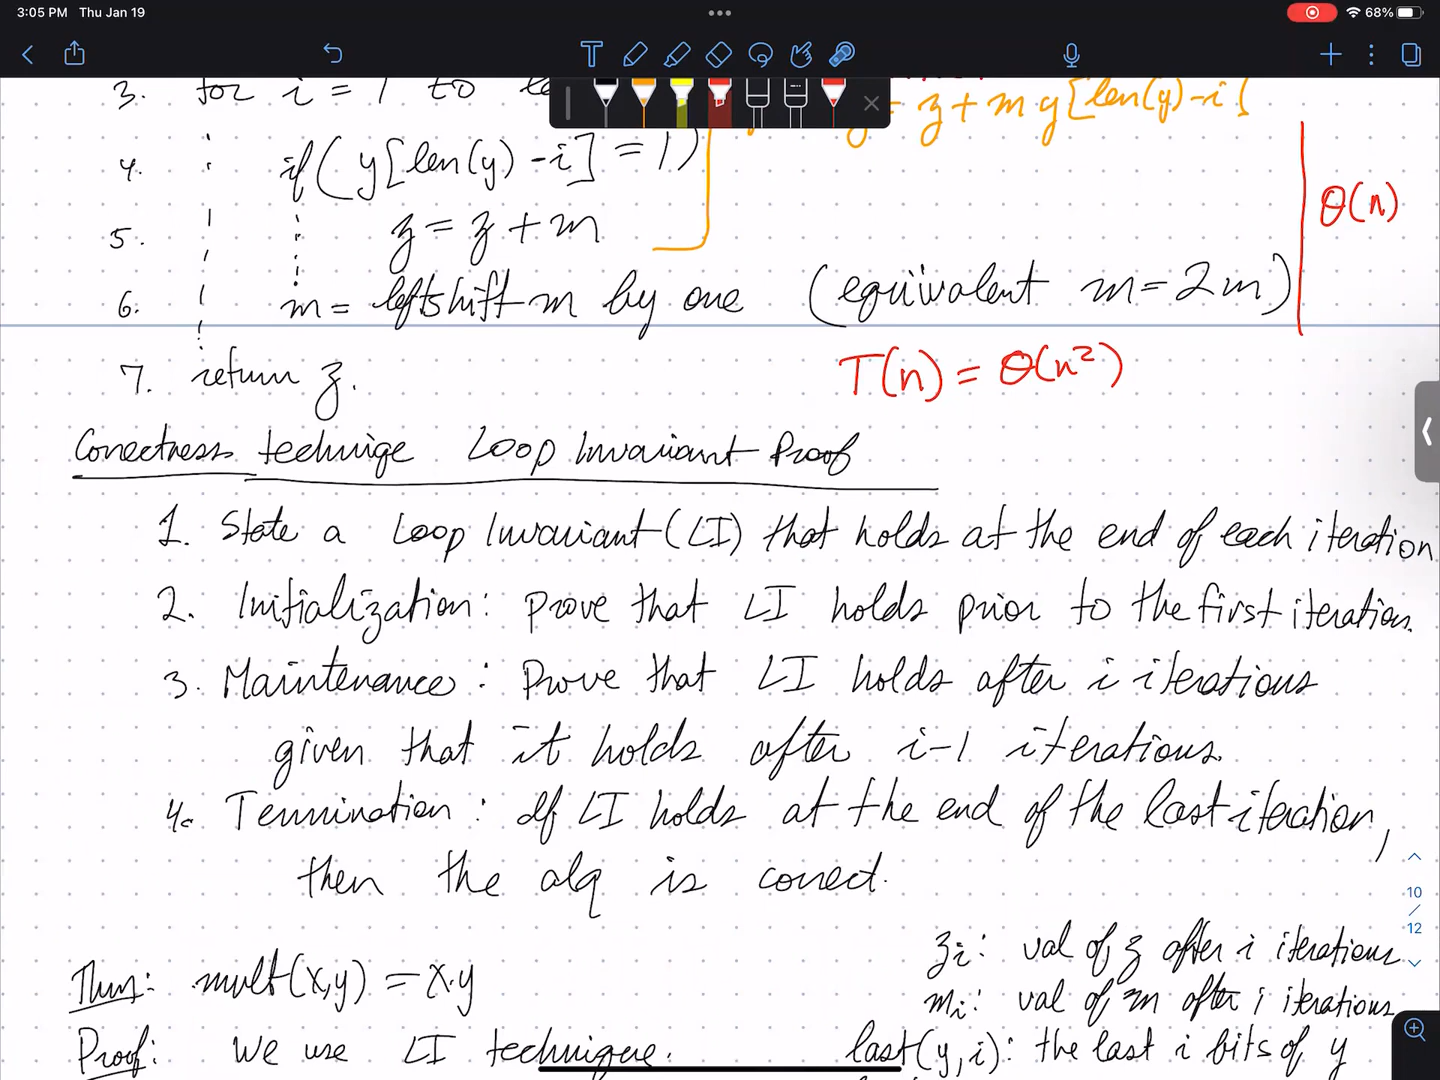 3:05 PM Thu Jan 19
68%
3. for i = 1 to
= z + m y[len(y)-i]
4. if (y[len(y) - i] = 1)
Θ(n)
5. z = z + m
6. m = leftshift m by one (equivalent m = 2m)
7. return z.
T(n) = Θ(n²)
Correctness technige Loop Invariant Proof
1. State a Loop Invariant (LI) that holds at the end of each iteration
2. Initialization: Prove that LI holds prior to the first iteration.
3. Maintenance: Prove that LI holds after i iterations
given that it holds after i-1 iterations.
4. Termination: If LI holds at the end of the last iteration,
then the alg is correct.
10
/
12
zi: val of z after i iterations
Thm: mult(x,y) = x.y
mi: val of m after i iterations
Proof: We use LI technique.
last(y,i): the last i bits of y